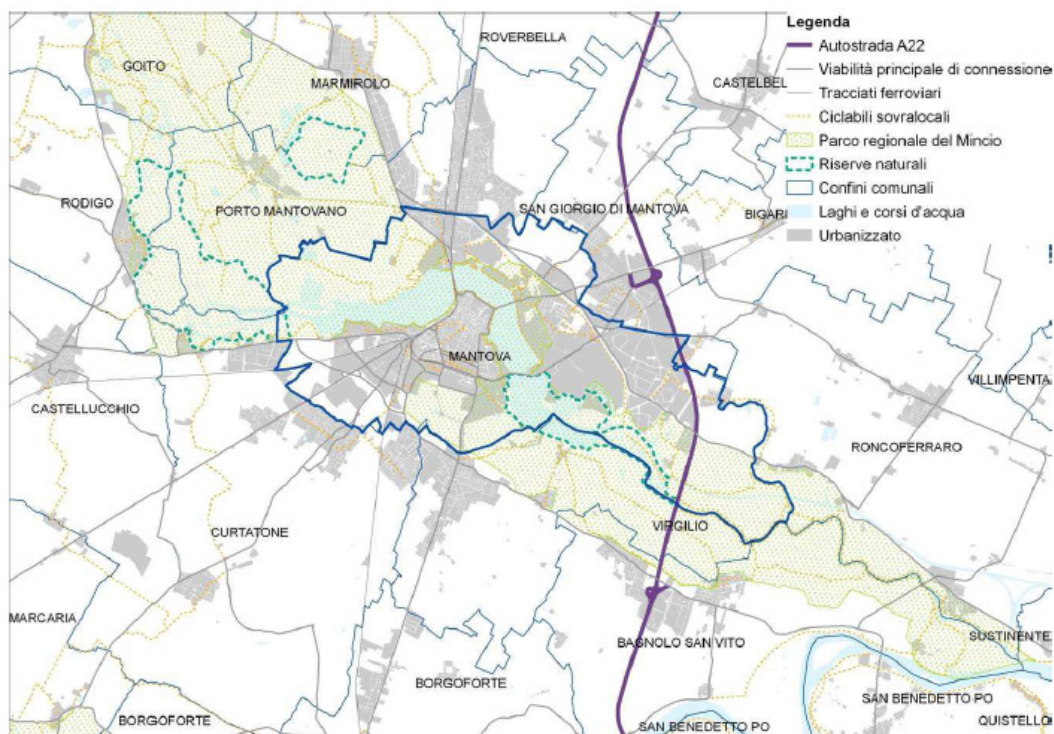 Legenda
Autostrada A22
Viabilità principale di connessione
Tracciati ferroviari
Ciclabili sovralocali
Parco regionale del Mincio
Riserve naturali
Confini comunali
Laghi e corsi d'acqua
Urbanizzato
ROVERBELLA
GOITO
MARMIROLO
CASTELBEL
RODIGO
PORTO MANTOVANO
SAN GIORGIO DI MANTOVA
BIGARI
MANTOVA
VILLIMPENTA
CASTELLUCCHIO
RONCOFERRARO
VIRGILIO
CURTATONE
MARCARIA
BAGNOLO SAN VITO
SUSTINENTE
BORGOFORTE
SAN BENEDETTO PO
BORGOFORTE
SAN BENEDETTO PO
QUISTELLO